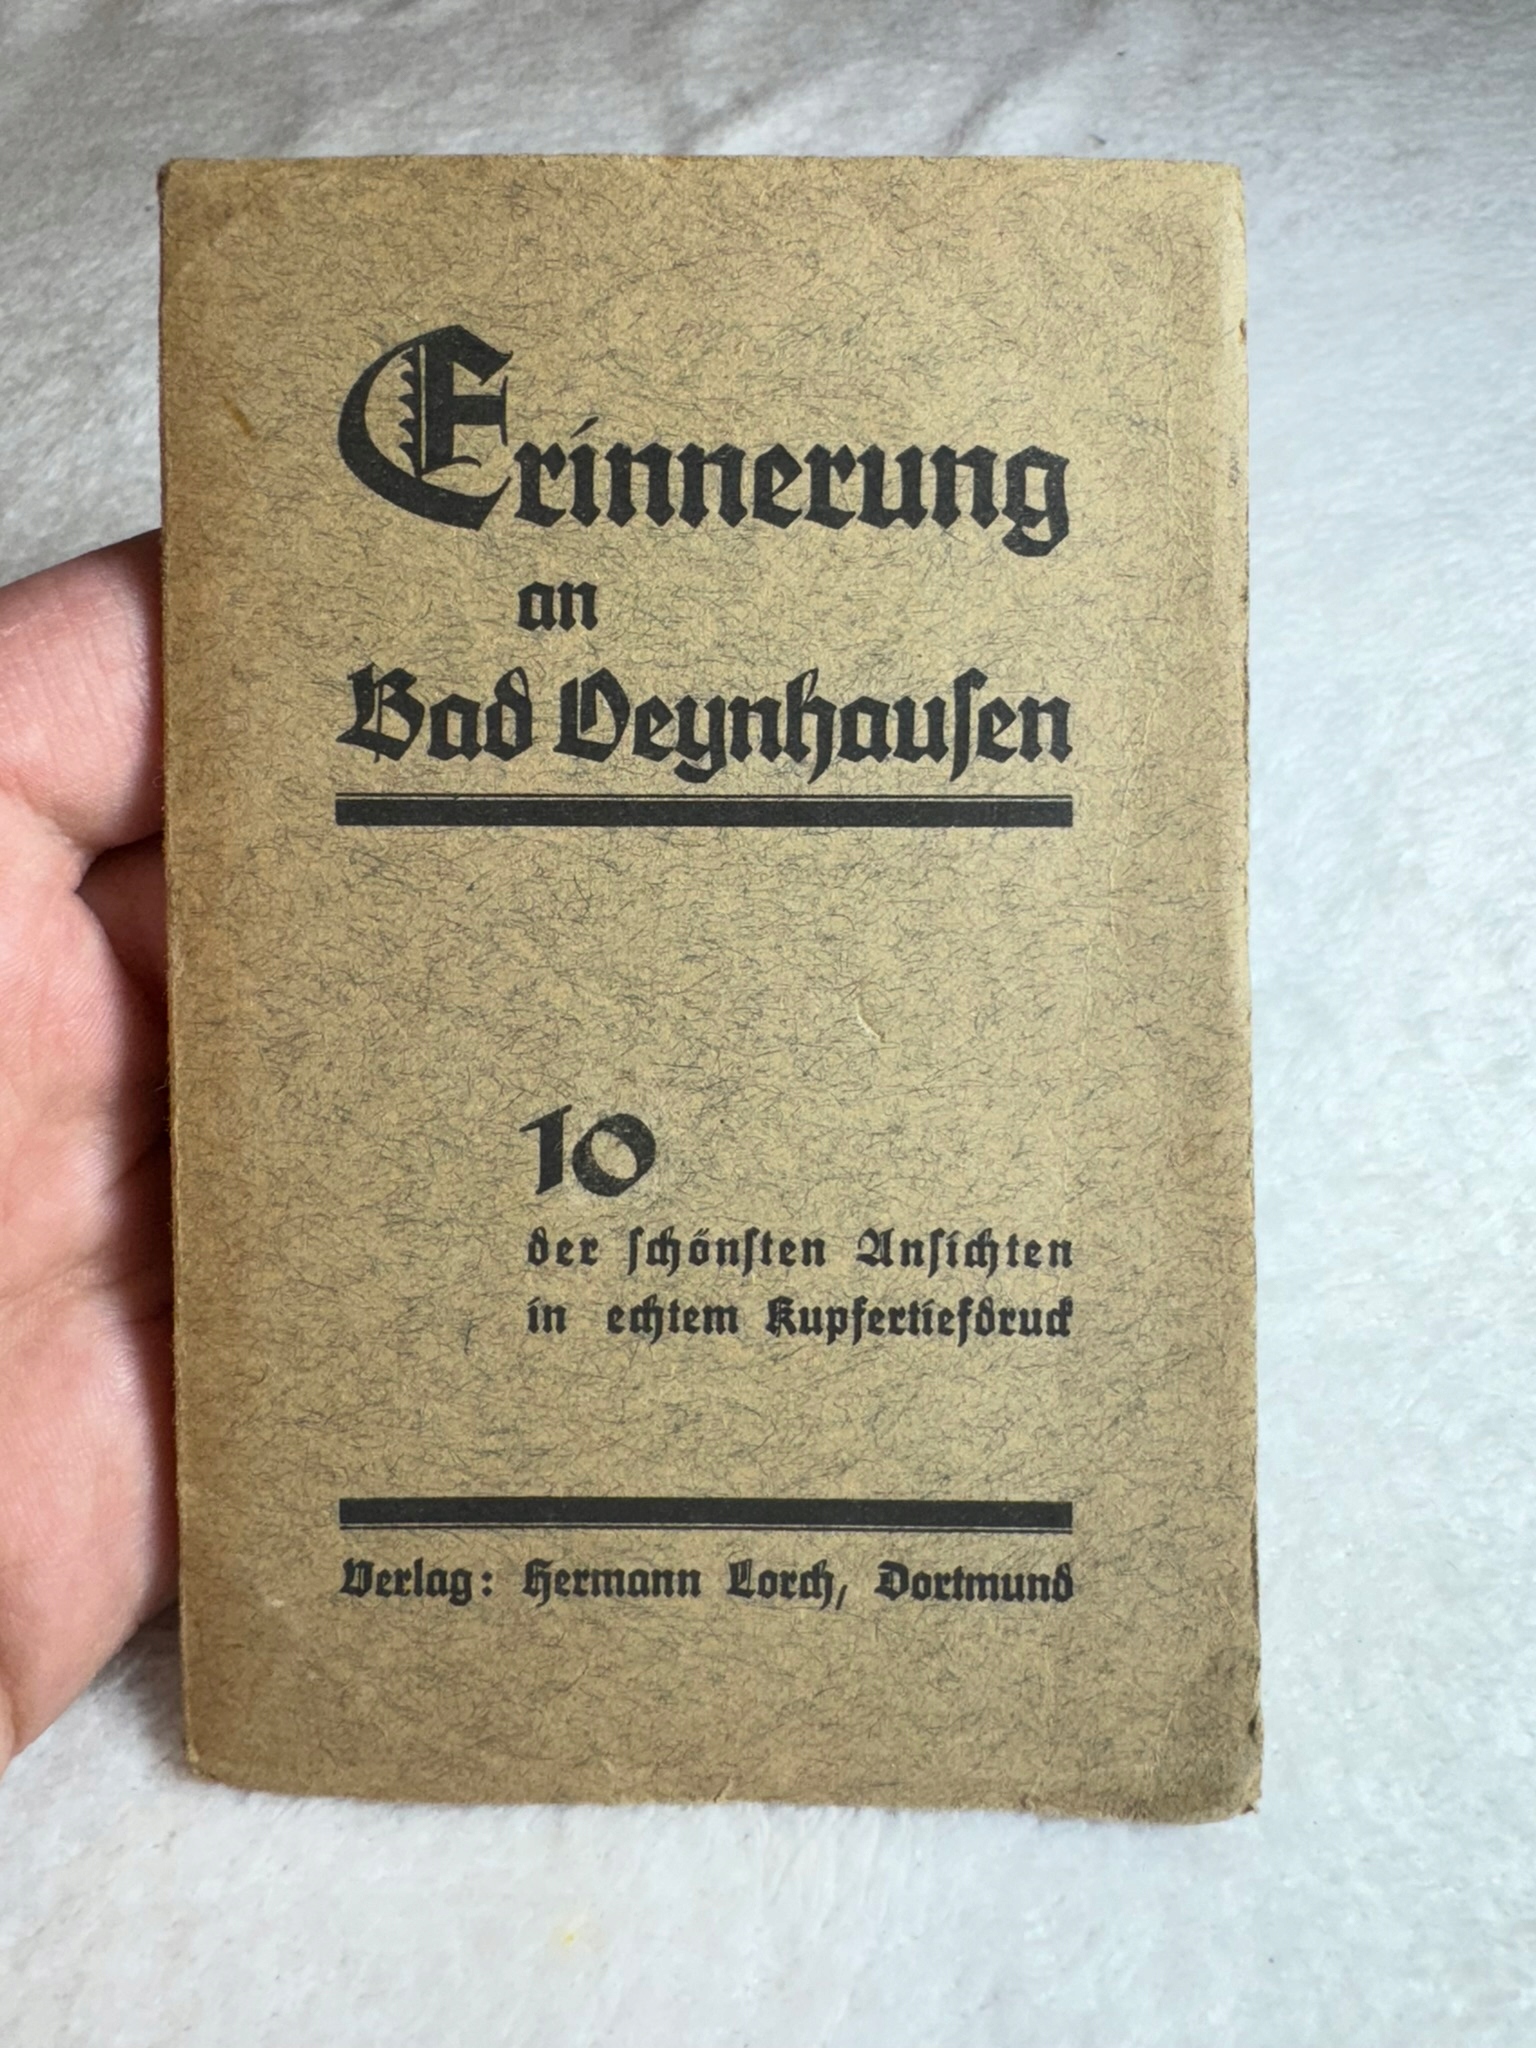 Erinnerung
an
Bad Oeynhausen
10
der schönsten Ansichten
in echtem Kupfertiefdruck
Verlag: Hermann Lorch, Dortmund